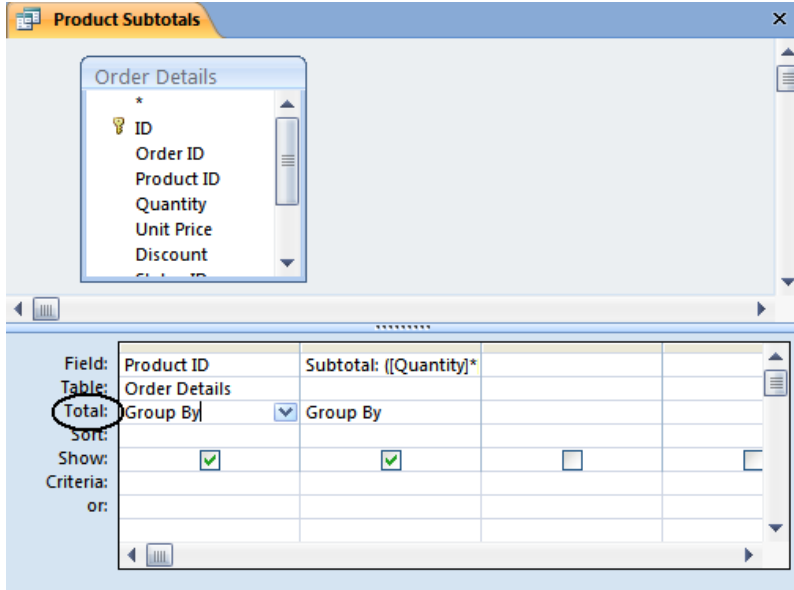 Product Subtotals
Order Details
*
ID
Order ID
Product ID
Quantity
Unit Price
Discount
Field: Product ID Subtotal: ([Quantity]*
Table: Order Details
Total: Group By Group By
Sort:
Show:
Criteria:
or: